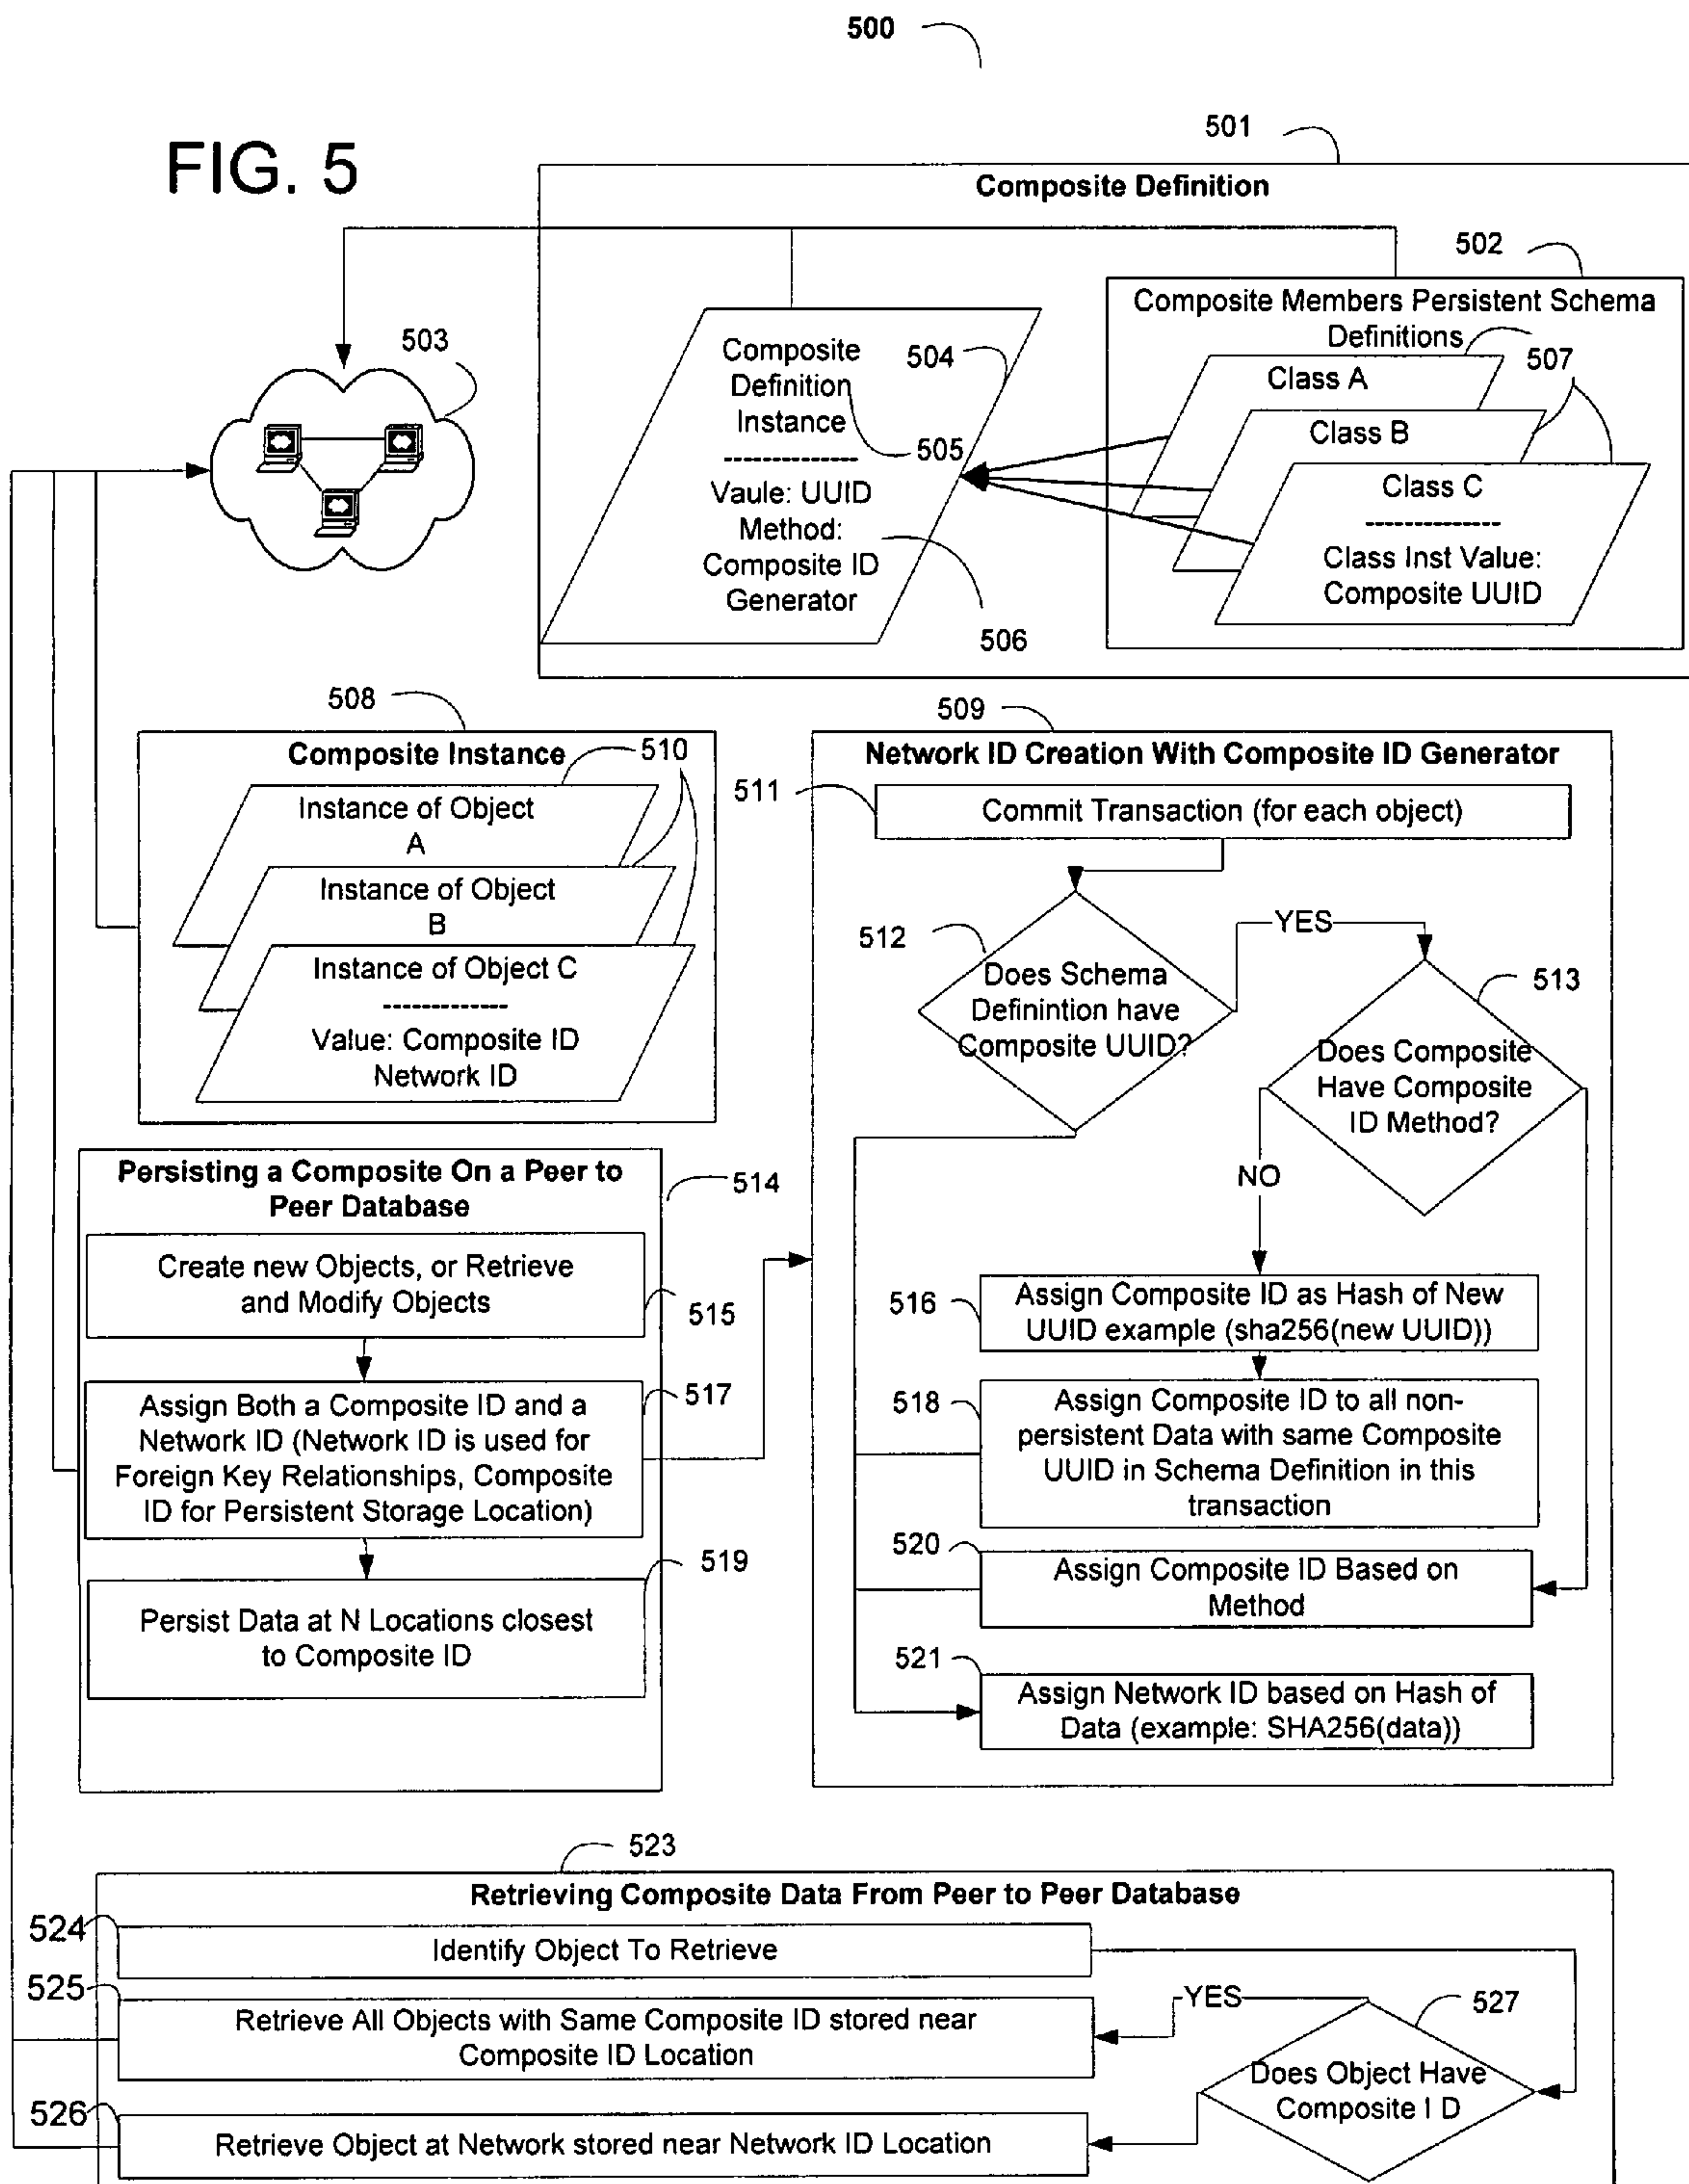 500
FIG. 5
501
Composite Definition
502
Composite Members Persistent Schema
Definitions
503
Composite
Definition
Instance
504
505
--------------
Vaule: UUID
Method:
Composite ID
Generator
506
507
Class A
Class B
Class C
--------------
Class Inst Value:
Composite UUID
508
Composite Instance
510
Instance of Object
A
Instance of Object
B
Instance of Object C
-------------
Value: Composite ID
Network ID
509
Network ID Creation With Composite ID Generator
511
Commit Transaction (for each object)
512
Does Schema
Definintion have
Composite UUID?
YES
513
Does Composite
Have Composite
ID Method?
NO
516
Assign Composite ID as Hash of New
UUID example (sha256(new UUID))
518
Assign Composite ID to all non-
persistent Data with same Composite
UUID in Schema Definition in this
transaction
520
Assign Composite ID Based on
Method
521
Assign Network ID based on Hash of
Data (example: SHA256(data))
Persisting a Composite On a Peer to
Peer Database
514
Create new Objects, or Retrieve
and Modify Objects
515
Assign Both a Composite ID and a
Network ID (Network ID is used for
Foreign Key Relationships, Composite
ID for Persistent Storage Location)
517
519
Persist Data at N Locations closest
to Composite ID
523
Retrieving Composite Data From Peer to Peer Database
524
Identify Object To Retrieve
525
Retrieve All Objects with Same Composite ID stored near
Composite ID Location
YES
527
Does Object Have
Composite I D
526
Retrieve Object at Network stored near Network ID Location